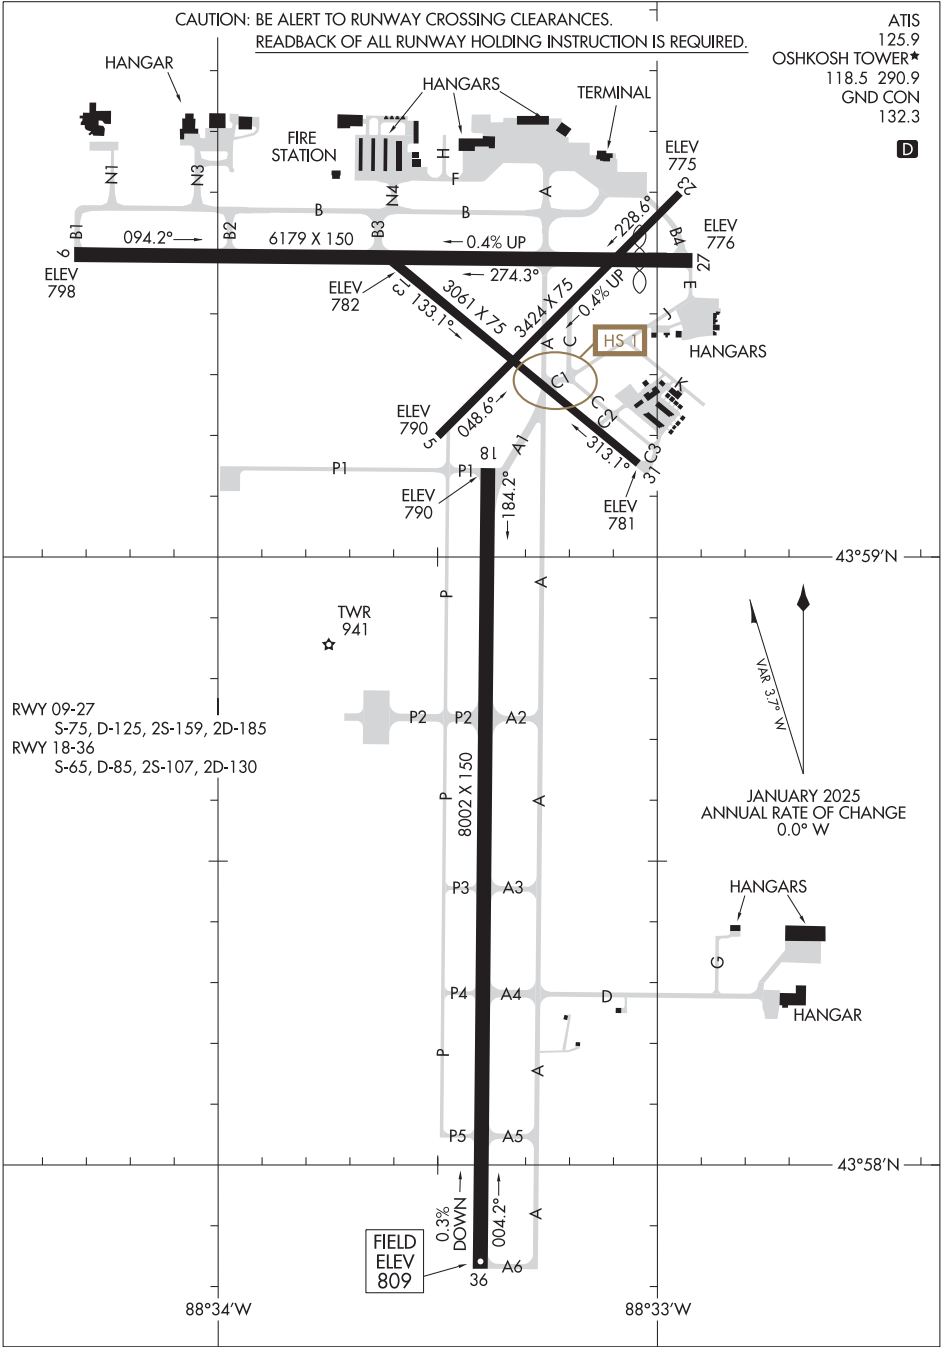 CAUTION: BE ALERT TO RUNWAY CROSSING CLEARANCES.
READBACK OF ALL RUNWAY HOLDING INSTRUCTION IS REQUIRED.
ATIS
125.9
OSHKOSH TOWER★
118.5 290.9
GND CON
132.3
D
HANGAR
HANGARS
TERMINAL
FIRE
STATION
ELEV
775
23
228.6°
N1
N3
N4
H
F
A
B
B
B1
B2
B3
B4
ELEV
776
9
094.2°
6179 X 150
0.4% UP
27
274.3°
E
ELEV
798
ELEV
782
13
133.1°
3061 X 75
3424 X 75
0.4% UP
A
C
HS 1
J
HANGARS
C1
C
C2
K
C3
ELEV
790
5
048.6°
313.1°
31
ELEV
781
A1
18
P1
P1
ELEV
790
184.2°
43°59'N
P
A
TWR
941
VAR 3.7° W
RWY 09-27
S-75, D-125, 2S-159, 2D-185
RWY 18-36
S-65, D-85, 2S-107, 2D-130
P2
P2
A2
8002 X 150
P
A
JANUARY 2025
ANNUAL RATE OF CHANGE
0.0° W
P3
A3
HANGARS
G
P4
A4
D
HANGAR
P
A
P5
A5
43°58'N
0.3%
DOWN
004.2°
A
FIELD
ELEV
809
36
A6
88°34'W
88°33'W